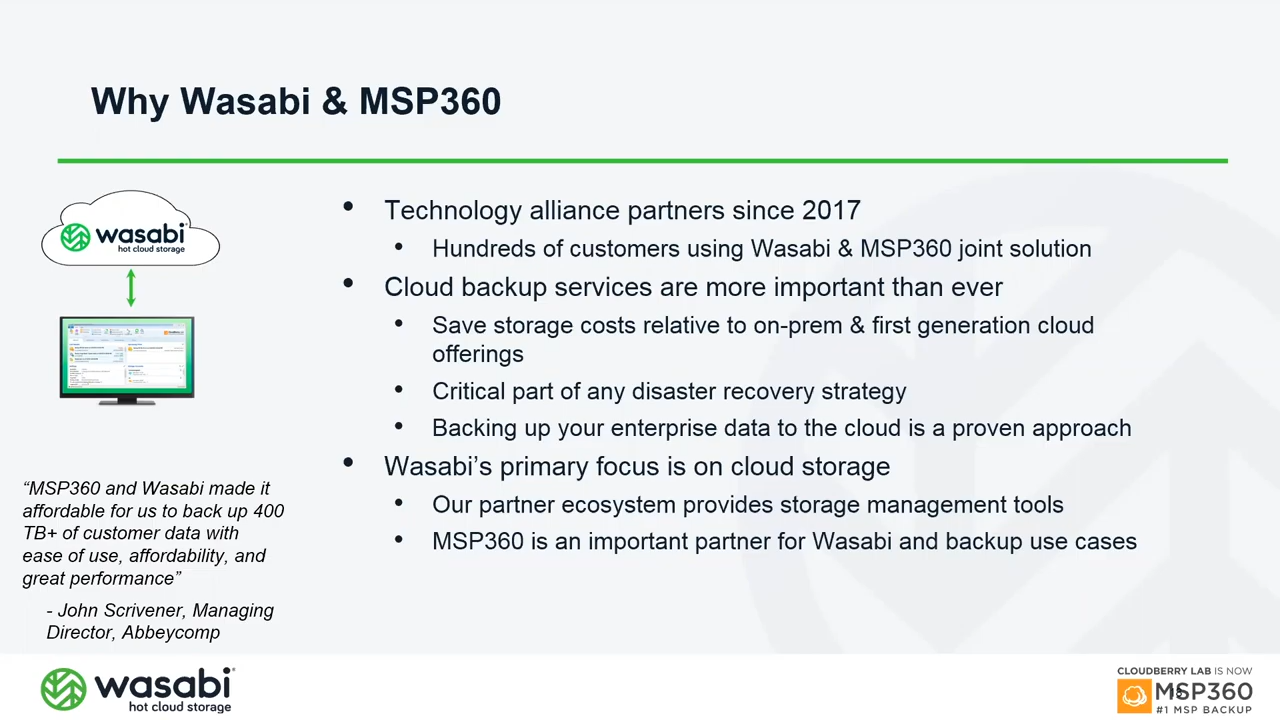 Why Wasabi & MSP360
wasabi
hot cloud storage
• Technology alliance partners since 2017
• Hundreds of customers using Wasabi & MSP360 joint solution
• Cloud backup services are more important than ever
• Save storage costs relative to on-prem & first generation cloud
offerings
• Critical part of any disaster recovery strategy
• Backing up your enterprise data to the cloud is a proven approach
• Wasabi’s primary focus is on cloud storage
• Our partner ecosystem provides storage management tools
• MSP360 is an important partner for Wasabi and backup use cases
“MSP360 and Wasabi made it
affordable for us to back up 400
TB+ of customer data with
ease of use, affordability, and
great performance”
- John Scrivener, Managing
Director, Abbeycomp
wasabi
hot cloud storage
CLOUDBERRY LAB IS NOW
MSP360
#1 MSP BACKUP